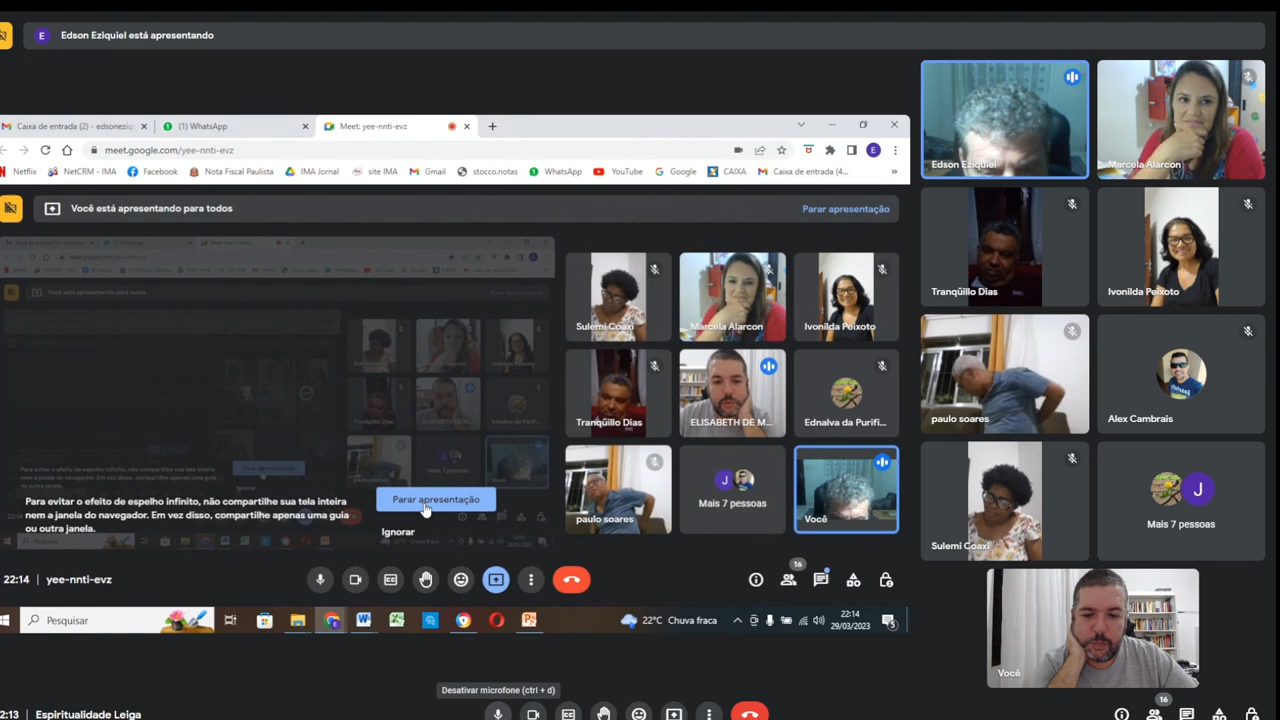 E Edson Eziquiel está apresentando
Caixa de entrada (2) - edsoneziq
(1) WhatsApp
Meet: yee-nnti-evz
meet.google.com/yee-nnti-evz
E
Netflix
NetCRM - IMA
Facebook
Nota Fiscal Paulista
IMA Jornal
site IMA
Gmail
stocco.notas
WhatsApp
YouTube
Google
CAIXA
Caixa de entrada (4...
Você está apresentando para todos
Parar apresentação
Sulemi Coaxi
Marcela Alarcon
Ivonilda Peixoto
Tranqüillo Dias
ELISABETH DE M...
Ednalva da Purifi...
paulo soares
J
Mais 7 pessoas
Você
Para evitar o efeito de espelho infinito, não compartilhe sua tela inteira
nem a janela do navegador. Em vez disso, compartilhe apenas uma guia
ou outra janela.
Parar apresentação
Ignorar
22:14 | yee-nnti-evz
16
Pesquisar
22°C Chuva fraca
22:14
29/03/2023
5
Edson Eziquiel
Marcela Alarcon
Tranqüillo Dias
Ivonilda Peixoto
paulo soares
Alex Cambrais
Sulemi Coaxi
J
Mais 7 pessoas
Você
Desativar microfone (ctrl + d)
2:13 | Espiritualidade Leiga
16